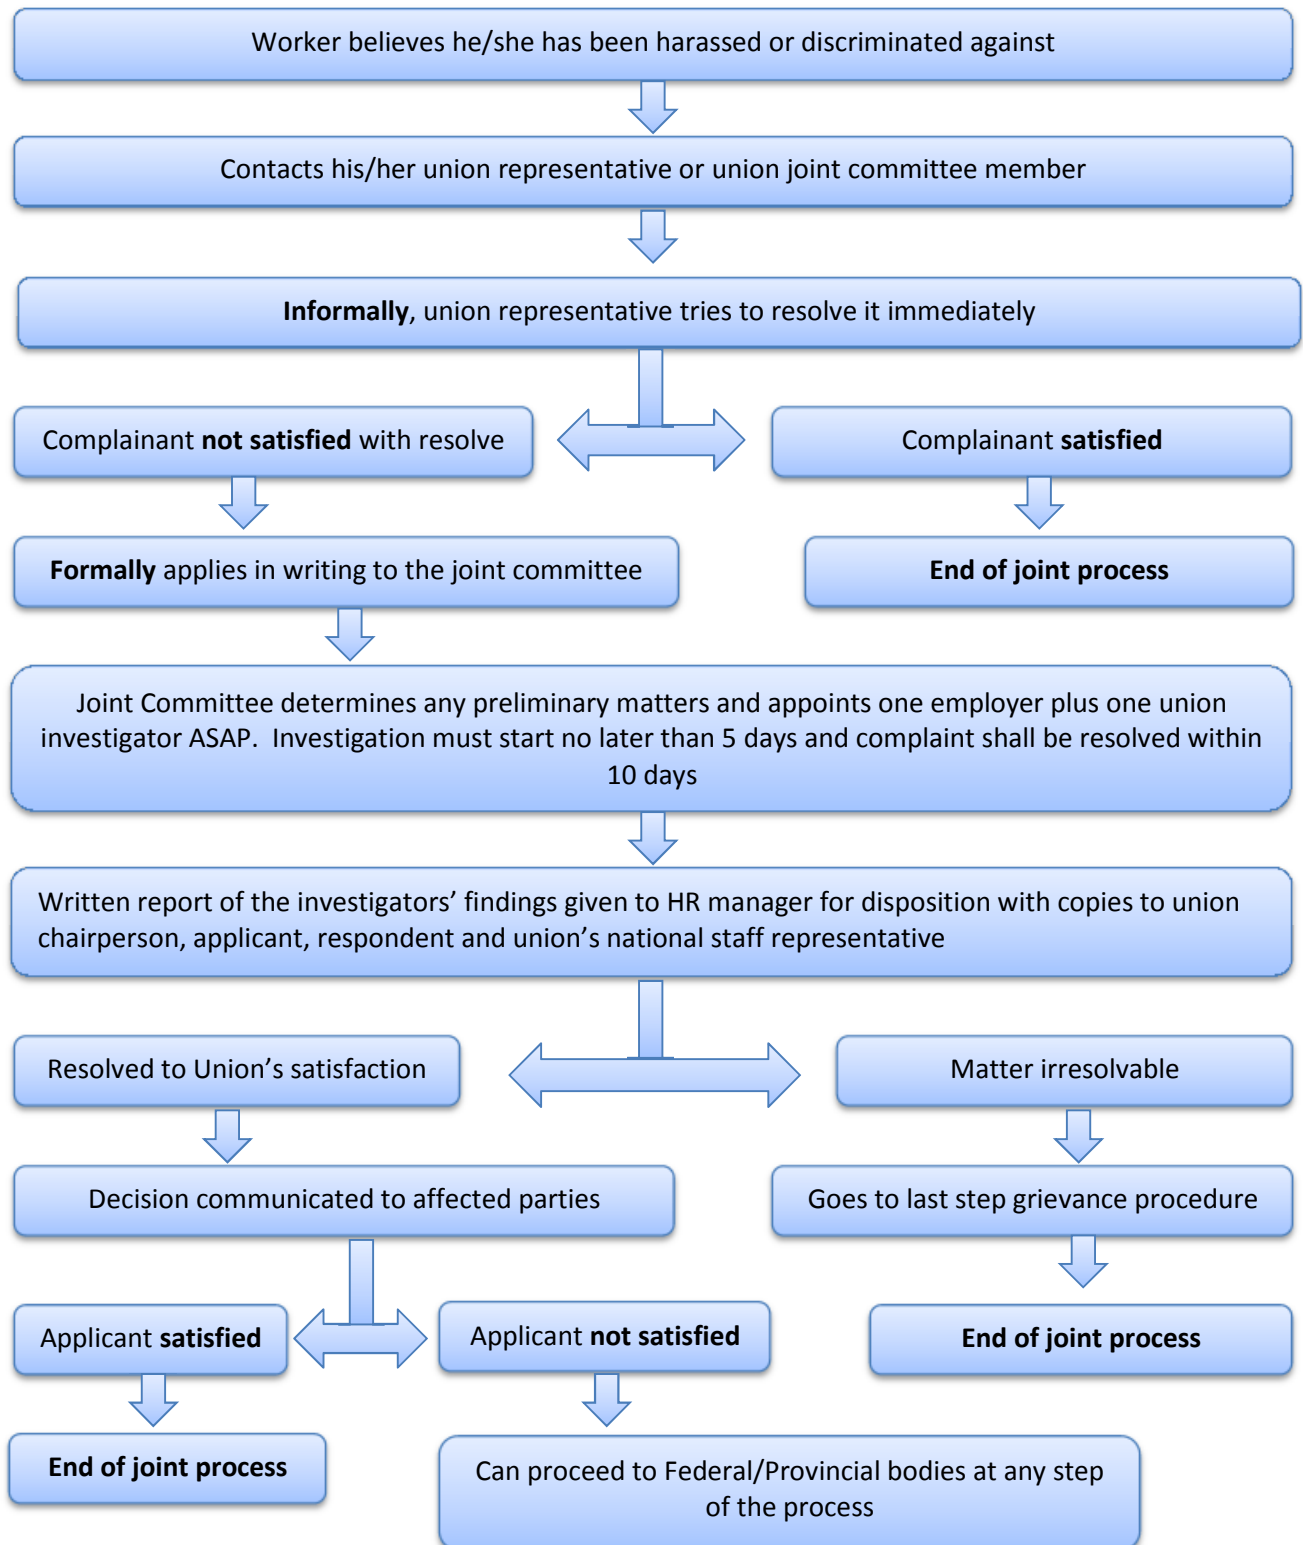 Worker believes he/she has been harassed or discriminated against
Contacts his/her union representative or union joint committee member
Informally, union representative tries to resolve it immediately
Complainant not satisfied with resolve
Complainant satisfied
Formally applies in writing to the joint committee
End of joint process
Joint Committee determines any preliminary matters and appoints one employer plus one union
investigator ASAP.  Investigation must start no later than 5 days and complaint shall be resolved within
10 days
Written report of the investigators’ findings given to HR manager for disposition with copies to union
chairperson, applicant, respondent and union’s national staff representative
Resolved to Union’s satisfaction
Matter irresolvable
Decision communicated to affected parties
Goes to last step grievance procedure
Applicant satisfied
Applicant not satisfied
End of joint process
End of joint process
Can proceed to Federal/Provincial bodies at any step
of the process